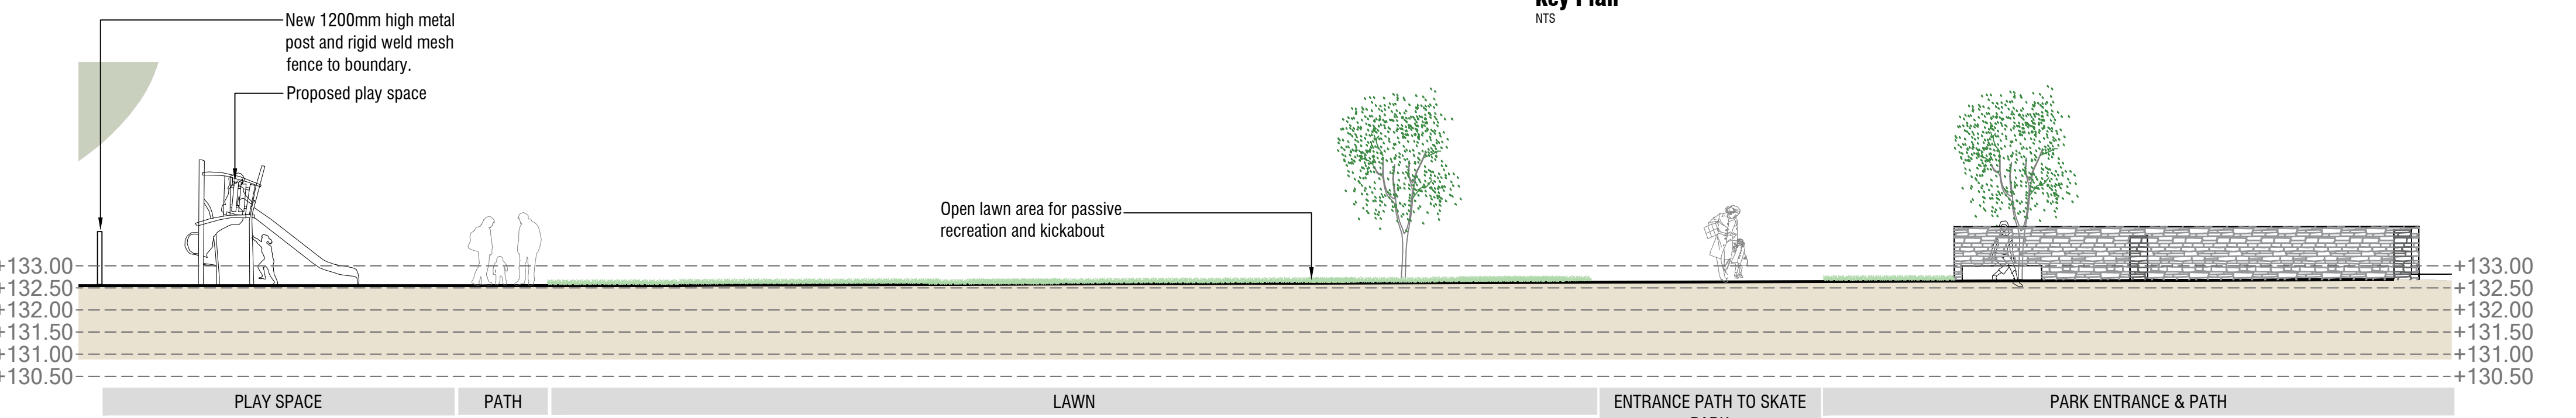 Key Plan
NTS
New 1200mm high metal
post and rigid weld mesh
fence to boundary.
Proposed play space
Open lawn area for passive
recreation and kickabout
+133.00
+132.50
+132.00
+131.50
+131.00
+130.50
+133.00
+132.50
+132.00
+131.50
+131.00
+130.50
PLAY SPACE
PATH
LAWN
ENTRANCE PATH TO SKATE
PARK
PARK ENTRANCE & PATH